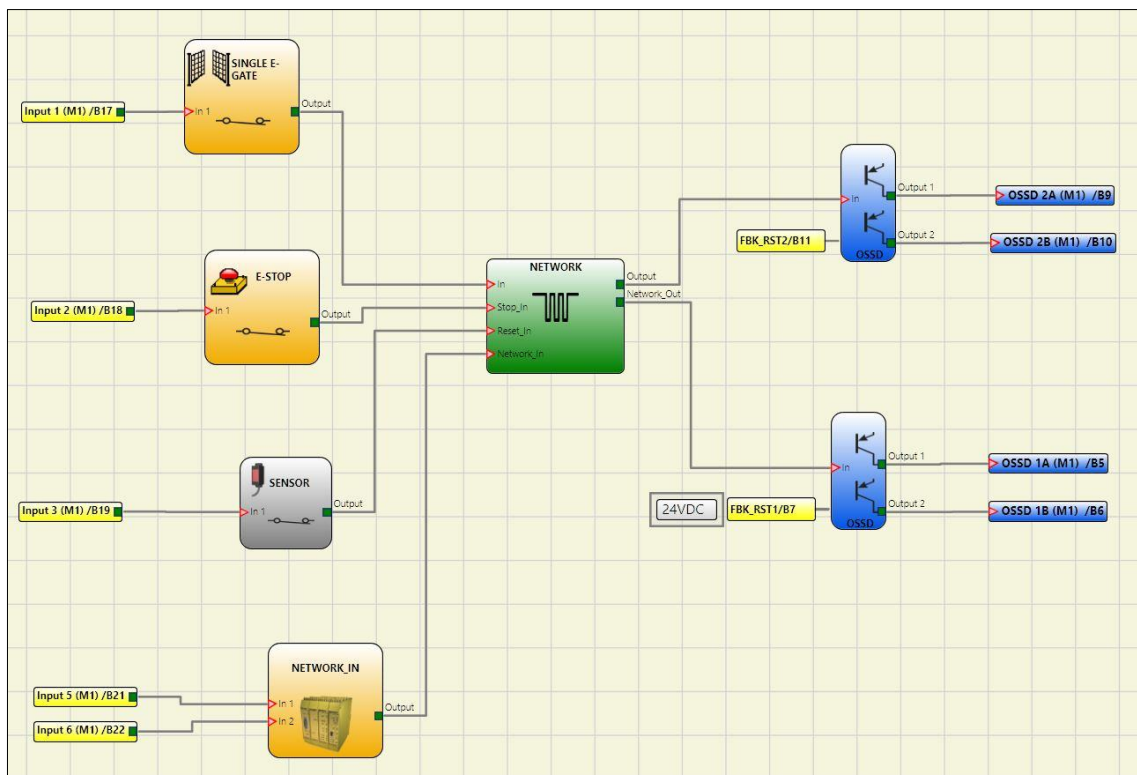 SINGLE E-
GATE
Input 1 (M1) /B17
In 1
Output
E-STOP
Input 2 (M1) /B18
In 1
Output
SENSOR
Input 3 (M1) /B19
In 1
Output
NETWORK_IN
Input 5 (M1) /B21
In 1
Input 6 (M1) /B22
In 2
Output
NETWORK
In
Stop_In
Reset_In
Network_In
Output
Network_Out
In
Output 1
OSSD 2A (M1) /B9
FBK_RST2/B11
Output 2
OSSD 2B (M1) /B10
OSSD
In
Output 1
OSSD 1A (M1) /B5
24VDC
FBK_RST1/B7
Output 2
OSSD 1B (M1) /B6
OSSD